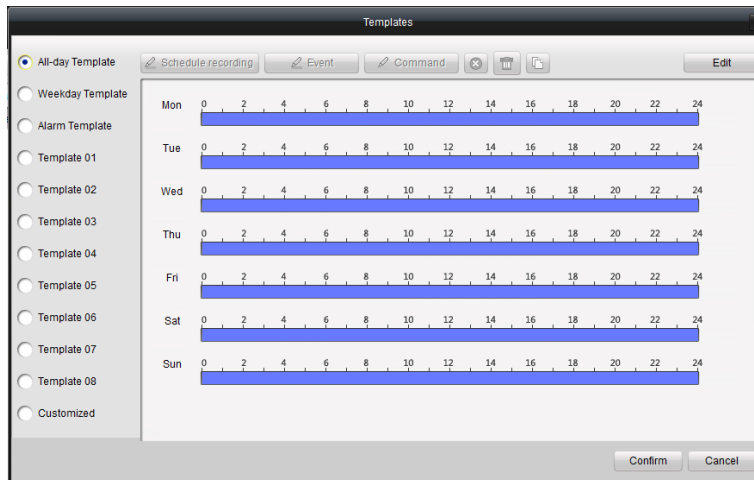 Templates
All-day Template
Schedule recording Event Command Edit
Weekday Template
Alarm Template
Template 01
Template 02
Template 03
Template 04
Template 05
Template 06
Template 07
Template 08
Customized
Mon 0 2 4 6 8 10 12 14 16 18 20 22 24
Tue 0 2 4 6 8 10 12 14 16 18 20 22 24
Wed 0 2 4 6 8 10 12 14 16 18 20 22 24
Thu 0 2 4 6 8 10 12 14 16 18 20 22 24
Fri 0 2 4 6 8 10 12 14 16 18 20 22 24
Sat 0 2 4 6 8 10 12 14 16 18 20 22 24
Sun 0 2 4 6 8 10 12 14 16 18 20 22 24
Confirm Cancel